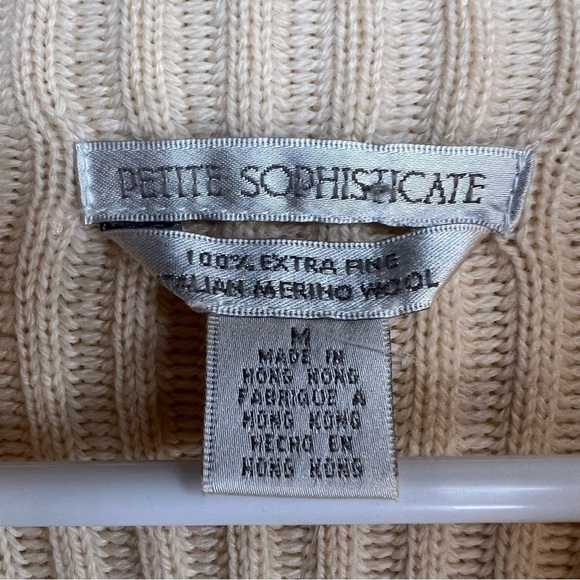 PETITE SOPHISTICATE
100% EXTRA FINE
ITALIAN MERINO WOOL
M
MADE IN
HONG KONG
FABRIQUE A
HONG KONG
HECHO EN
HONG KONG